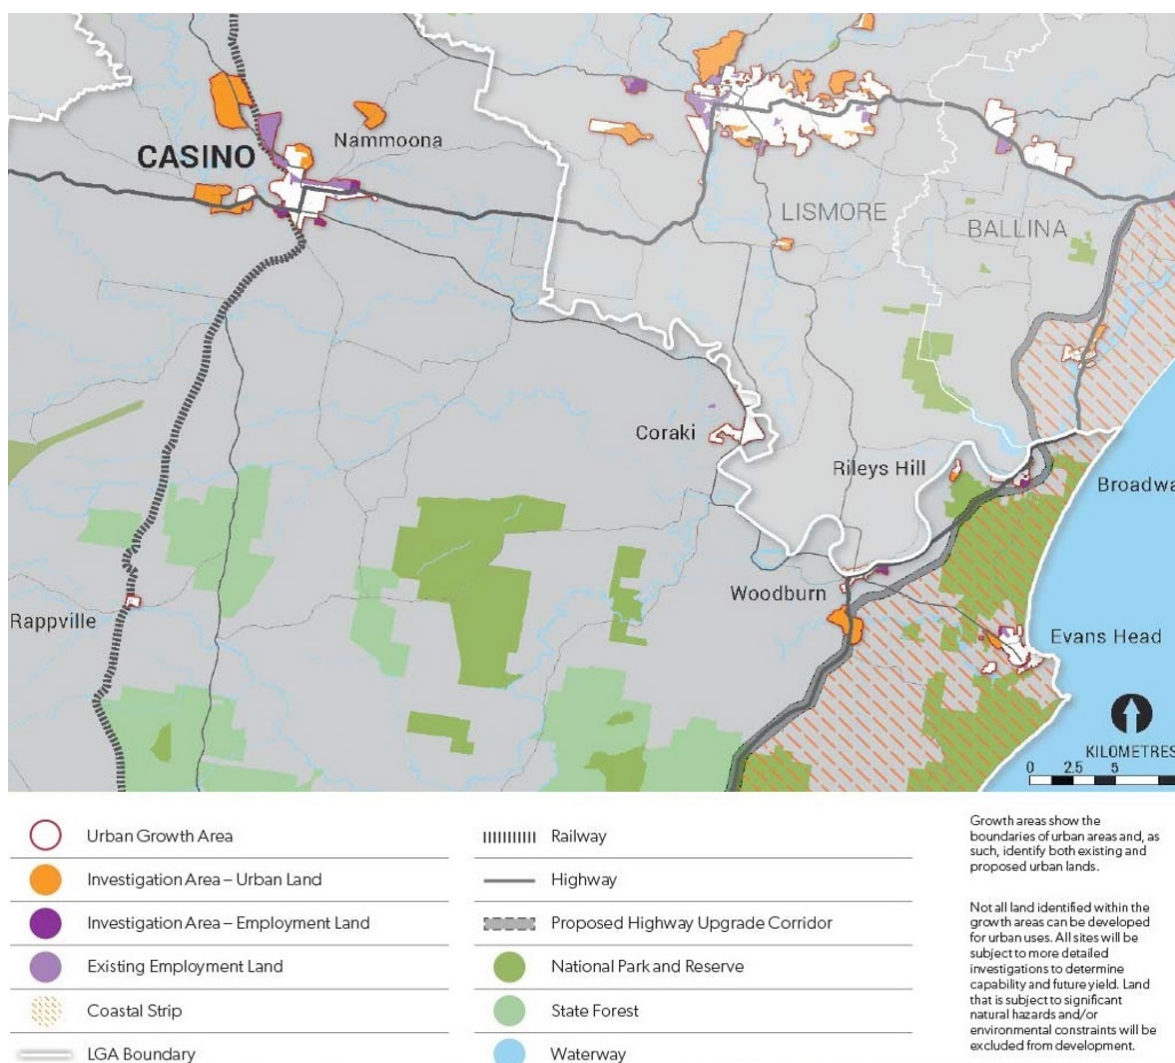 Nammoona
CASINO
LISMORE
BALLINA
Coraki
Rileys Hill
Broadwa
Woodburn
Rappville
Evans Head
KILOMETRES
0 2.5 5
Urban Growth Area
Investigation Area – Urban Land
Investigation Area – Employment Land
Existing Employment Land
Coastal Strip
LGA Boundary
Railway
Highway
Proposed Highway Upgrade Corridor
National Park and Reserve
State Forest
Waterway
Growth areas show the
boundaries of urban areas and, as
such, identify both existing and
proposed urban lands.
Not all land identified within the
growth areas can be developed
for urban uses. All sites will be
subject to more detailed
investigations to determine
capability and future yield. Land
that is subject to significant
natural hazards and/or
environmental constraints will be
excluded from development.